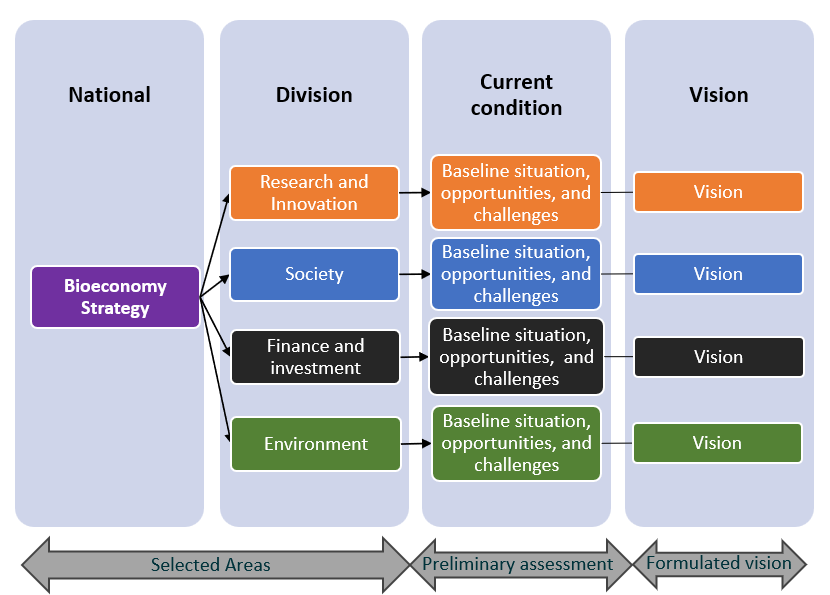 National
Division
Current
condition
Vision
Research and
Innovation
Baseline situation,
opportunities, and
challenges
Vision
Society
Baseline situation,
opportunities, and
challenges
Vision
Bioeconomy
Strategy
Finance and
investment
Baseline situation,
opportunities,  and
challenges
Vision
Environment
Baseline situation,
opportunities, and
challenges
Vision
Selected Areas
Preliminary assessment
Formulated vision